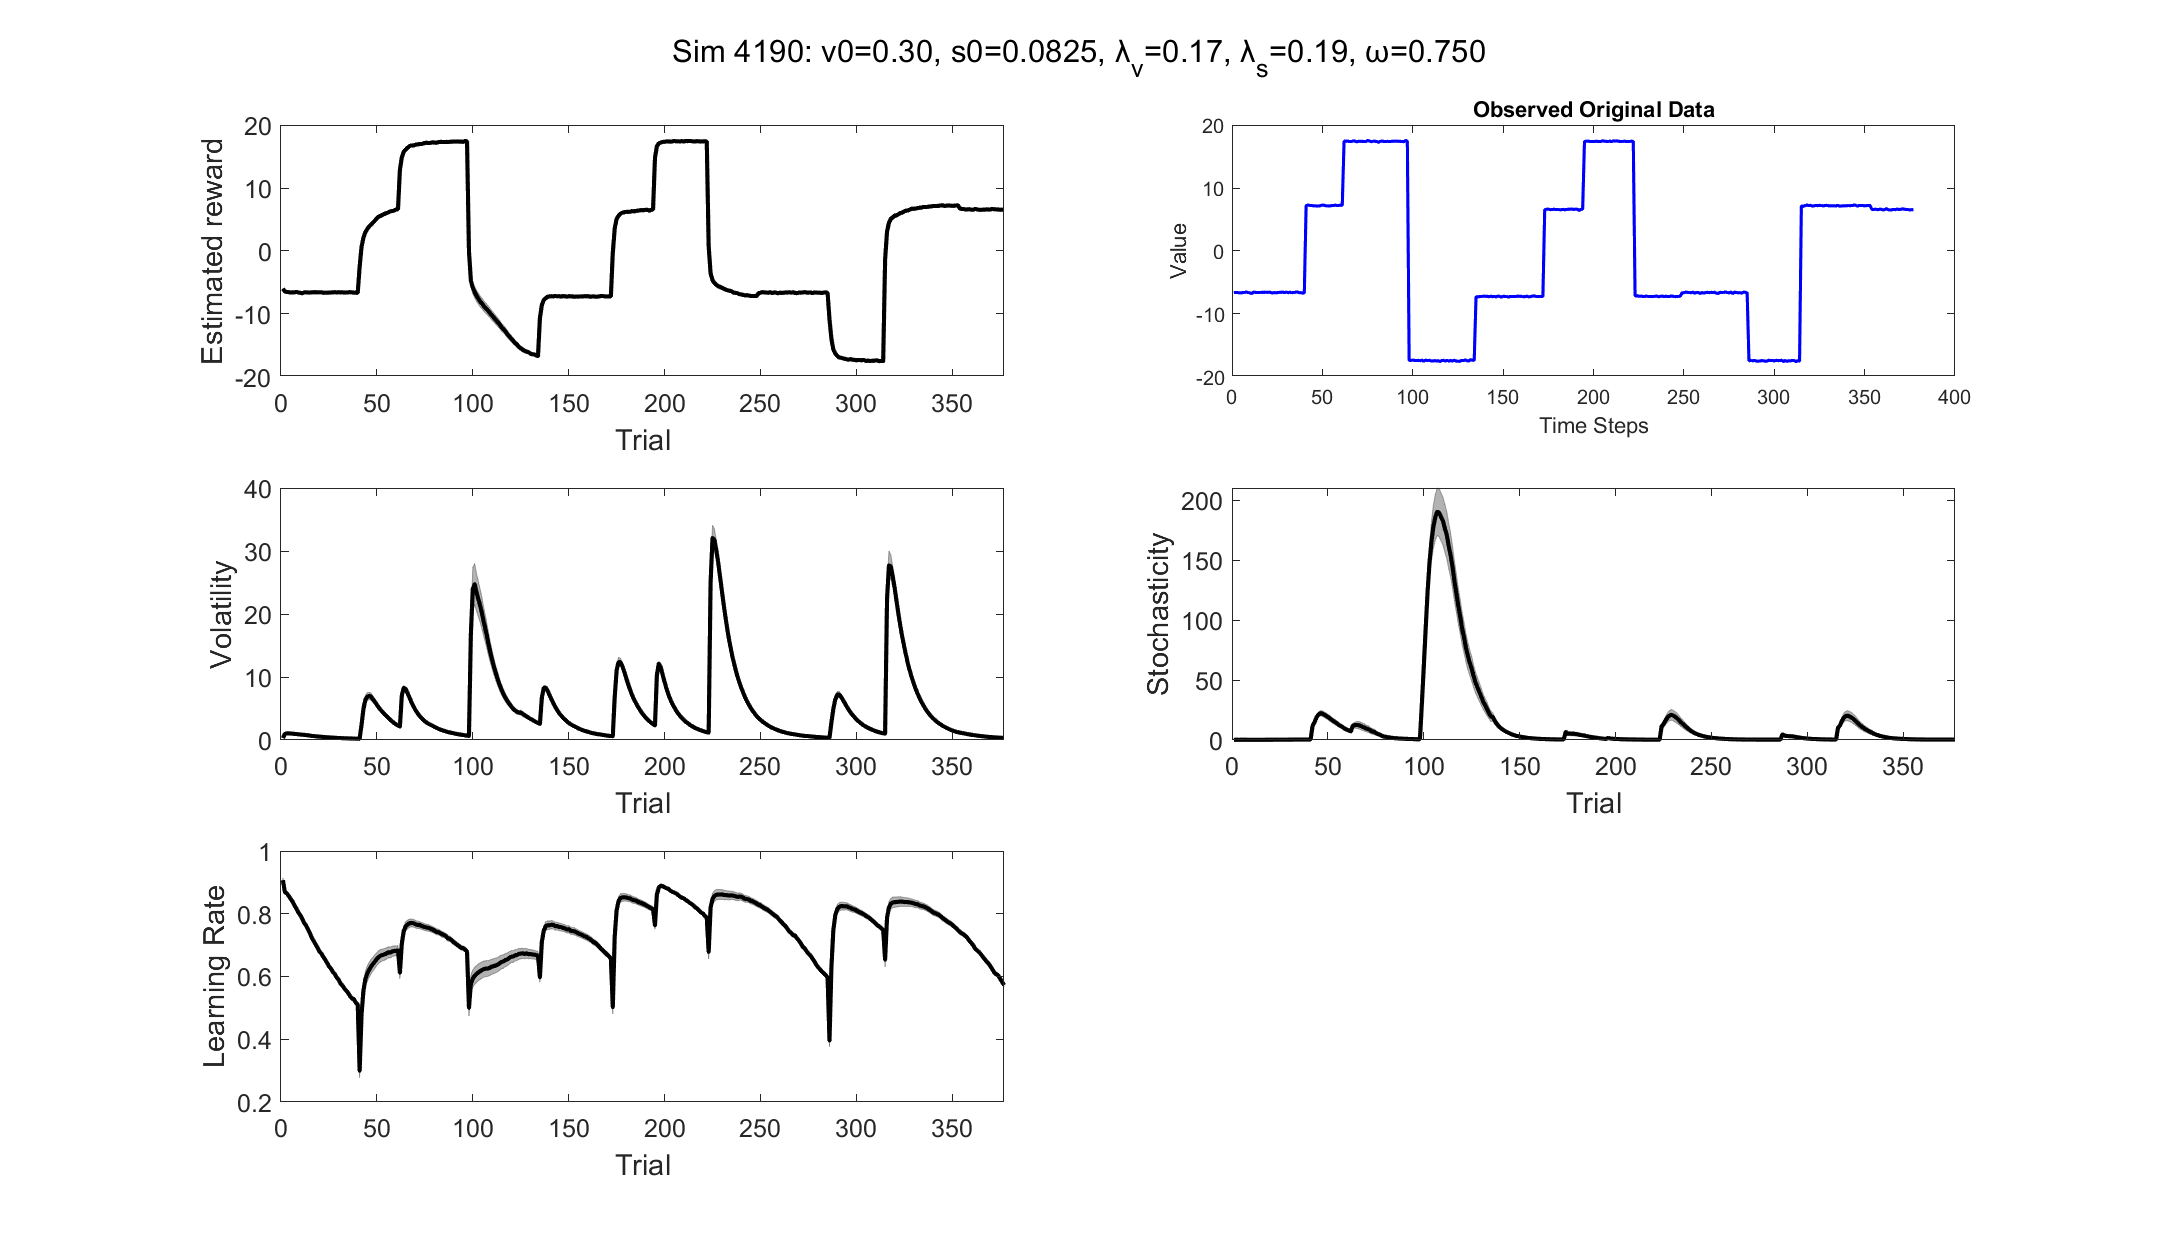 Sim 4190: v0=0.30, s0=0.0825, λ_v=0.17, λ_s=0.19, ω=0.750
20
10
0
-10
-20
Estimated reward
0 50 100 150 200 250 300 350
Trial
Observed Original Data
20
10
0
-10
-20
Value
0 50 100 150 200 250 300 350 400
Time Steps
40
30
20
10
0
Volatility
0 50 100 150 200 250 300 350
Trial
200
150
100
50
0
Stochasticity
0 50 100 150 200 250 300 350
Trial
1
0.8
0.6
0.4
0.2
Learning Rate
0 50 100 150 200 250 300 350
Trial